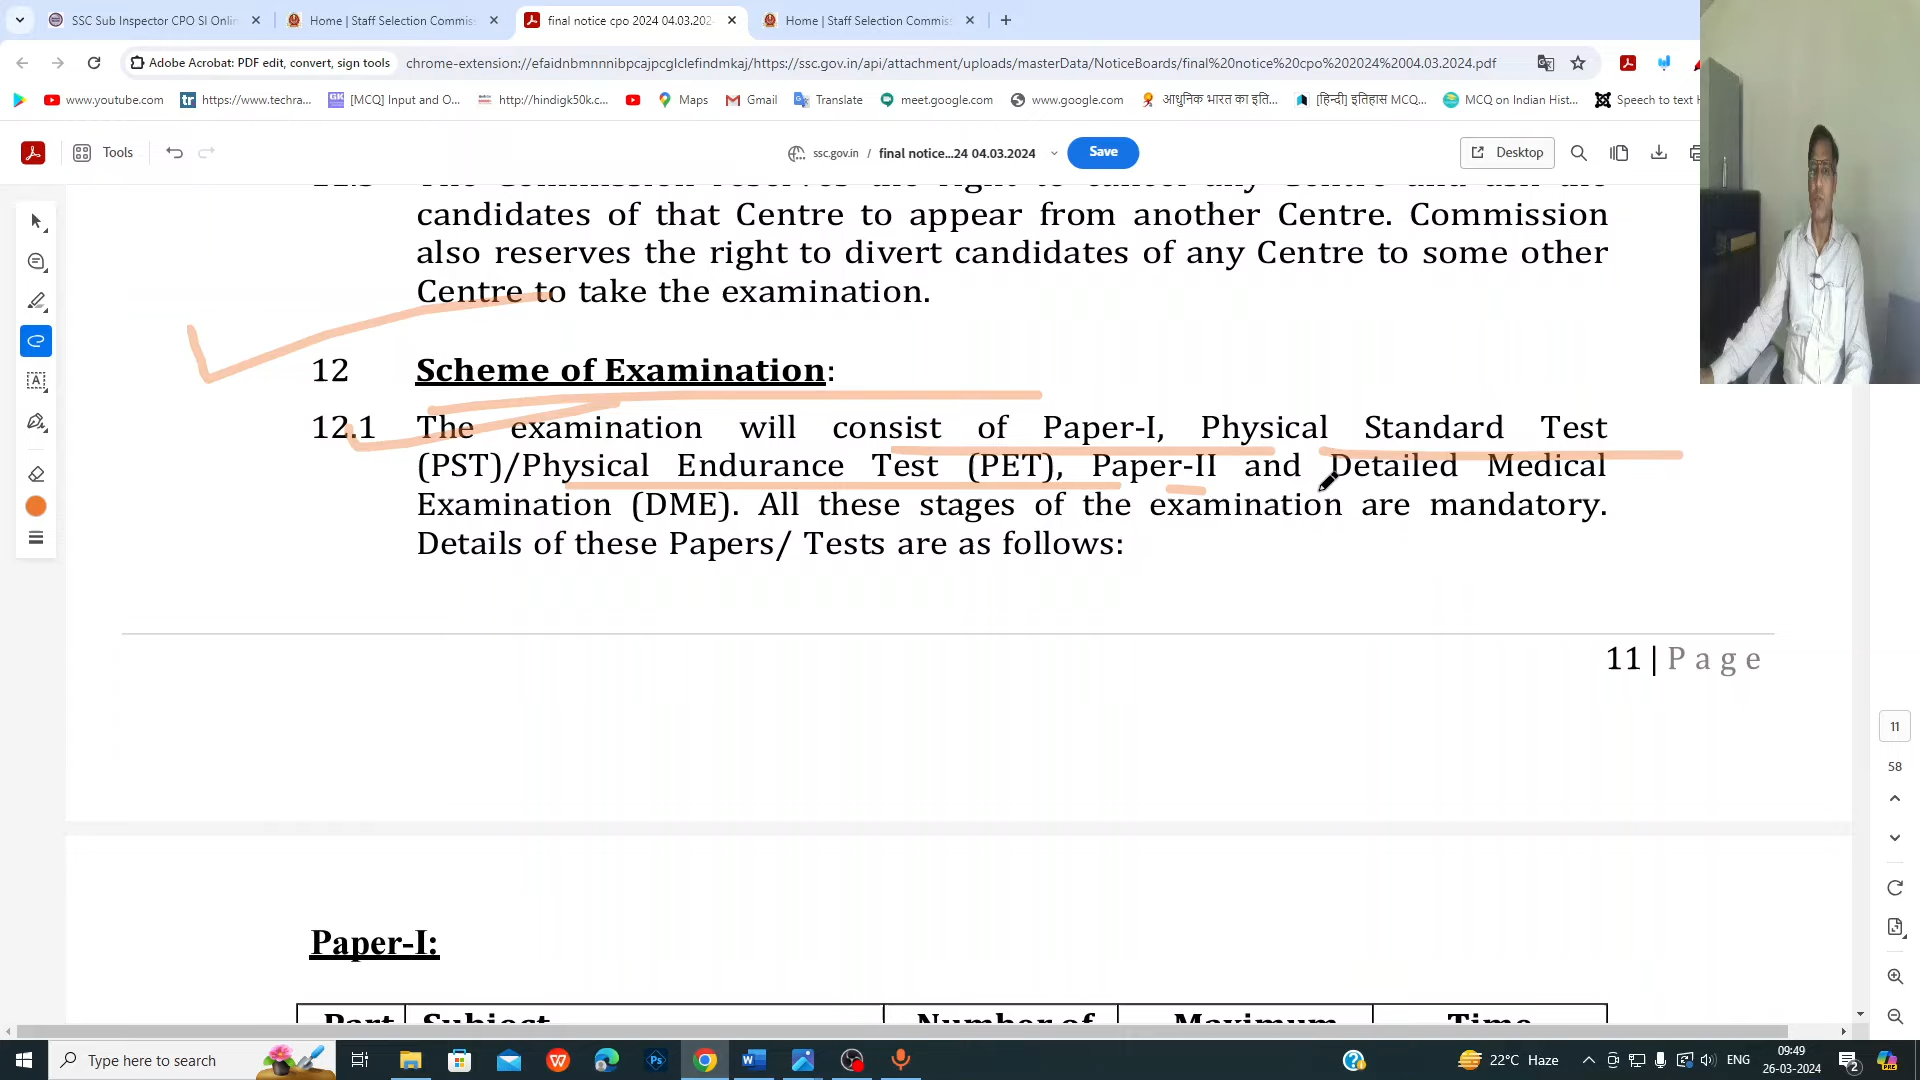 SSC Sub Inspector CPO SI Onlin
Home | Staff Selection Commiss
final notice cpo 2024 04.03.202
Home | Staff Selection Commiss
Adobe Acrobat: PDF edit, convert, sign tools
chrome-extension://efaidnbmnnnibpcajpcglclefindmkaj/https://ssc.gov.in/api/attachment/uploads/masterData/NoticeBoards/final%20notice%20cpo%202024%2004.03.2024.pdf
www.youtube.com
https://www.techra...
[MCQ] Input and O...
http://hindigk50k.c...
Maps
Gmail
Translate
meet.google.com
www.google.com
आधुनिक भारत का इति...
[हिन्दी] इतिहास MCQ...
MCQ on Indian Hist...
Speech to text H
Tools
ssc.gov.in / final notice...24 04.03.2024
Save
Desktop
candidates of that Centre to appear from another Centre. Commission
also reserves the right to divert candidates of any Centre to some other
Centre to take the examination.
12 Scheme of Examination:
12.1 The examination will consist of Paper-I, Physical Standard Test
(PST)/Physical Endurance Test (PET), Paper-II and Detailed Medical
Examination (DME). All these stages of the examination are mandatory.
Details of these Papers/ Tests are as follows:
11 | P a g e
11
58
Paper-I:
Part Subject Number of Maximum Time
Type here to search
22°C Haze
ENG
09:49
26-03-2024
2